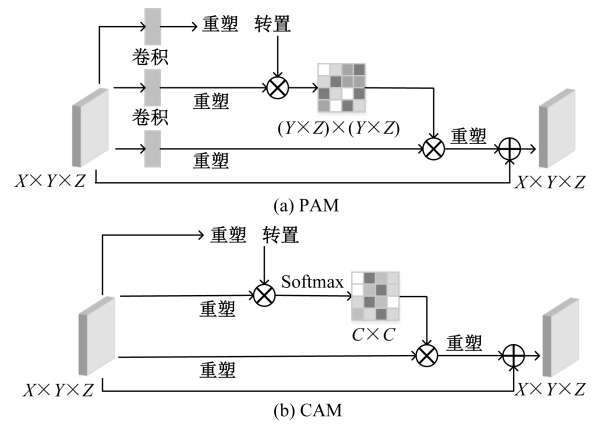 重塑 转置
卷积
重塑
(Y×Z)×(Y×Z)
卷积
重塑
重塑
X×Y×Z
X×Y×Z
(a) PAM
重塑 转置
Softmax
重塑
C×C
重塑
重塑
X×Y×Z
X×Y×Z
(b) CAM